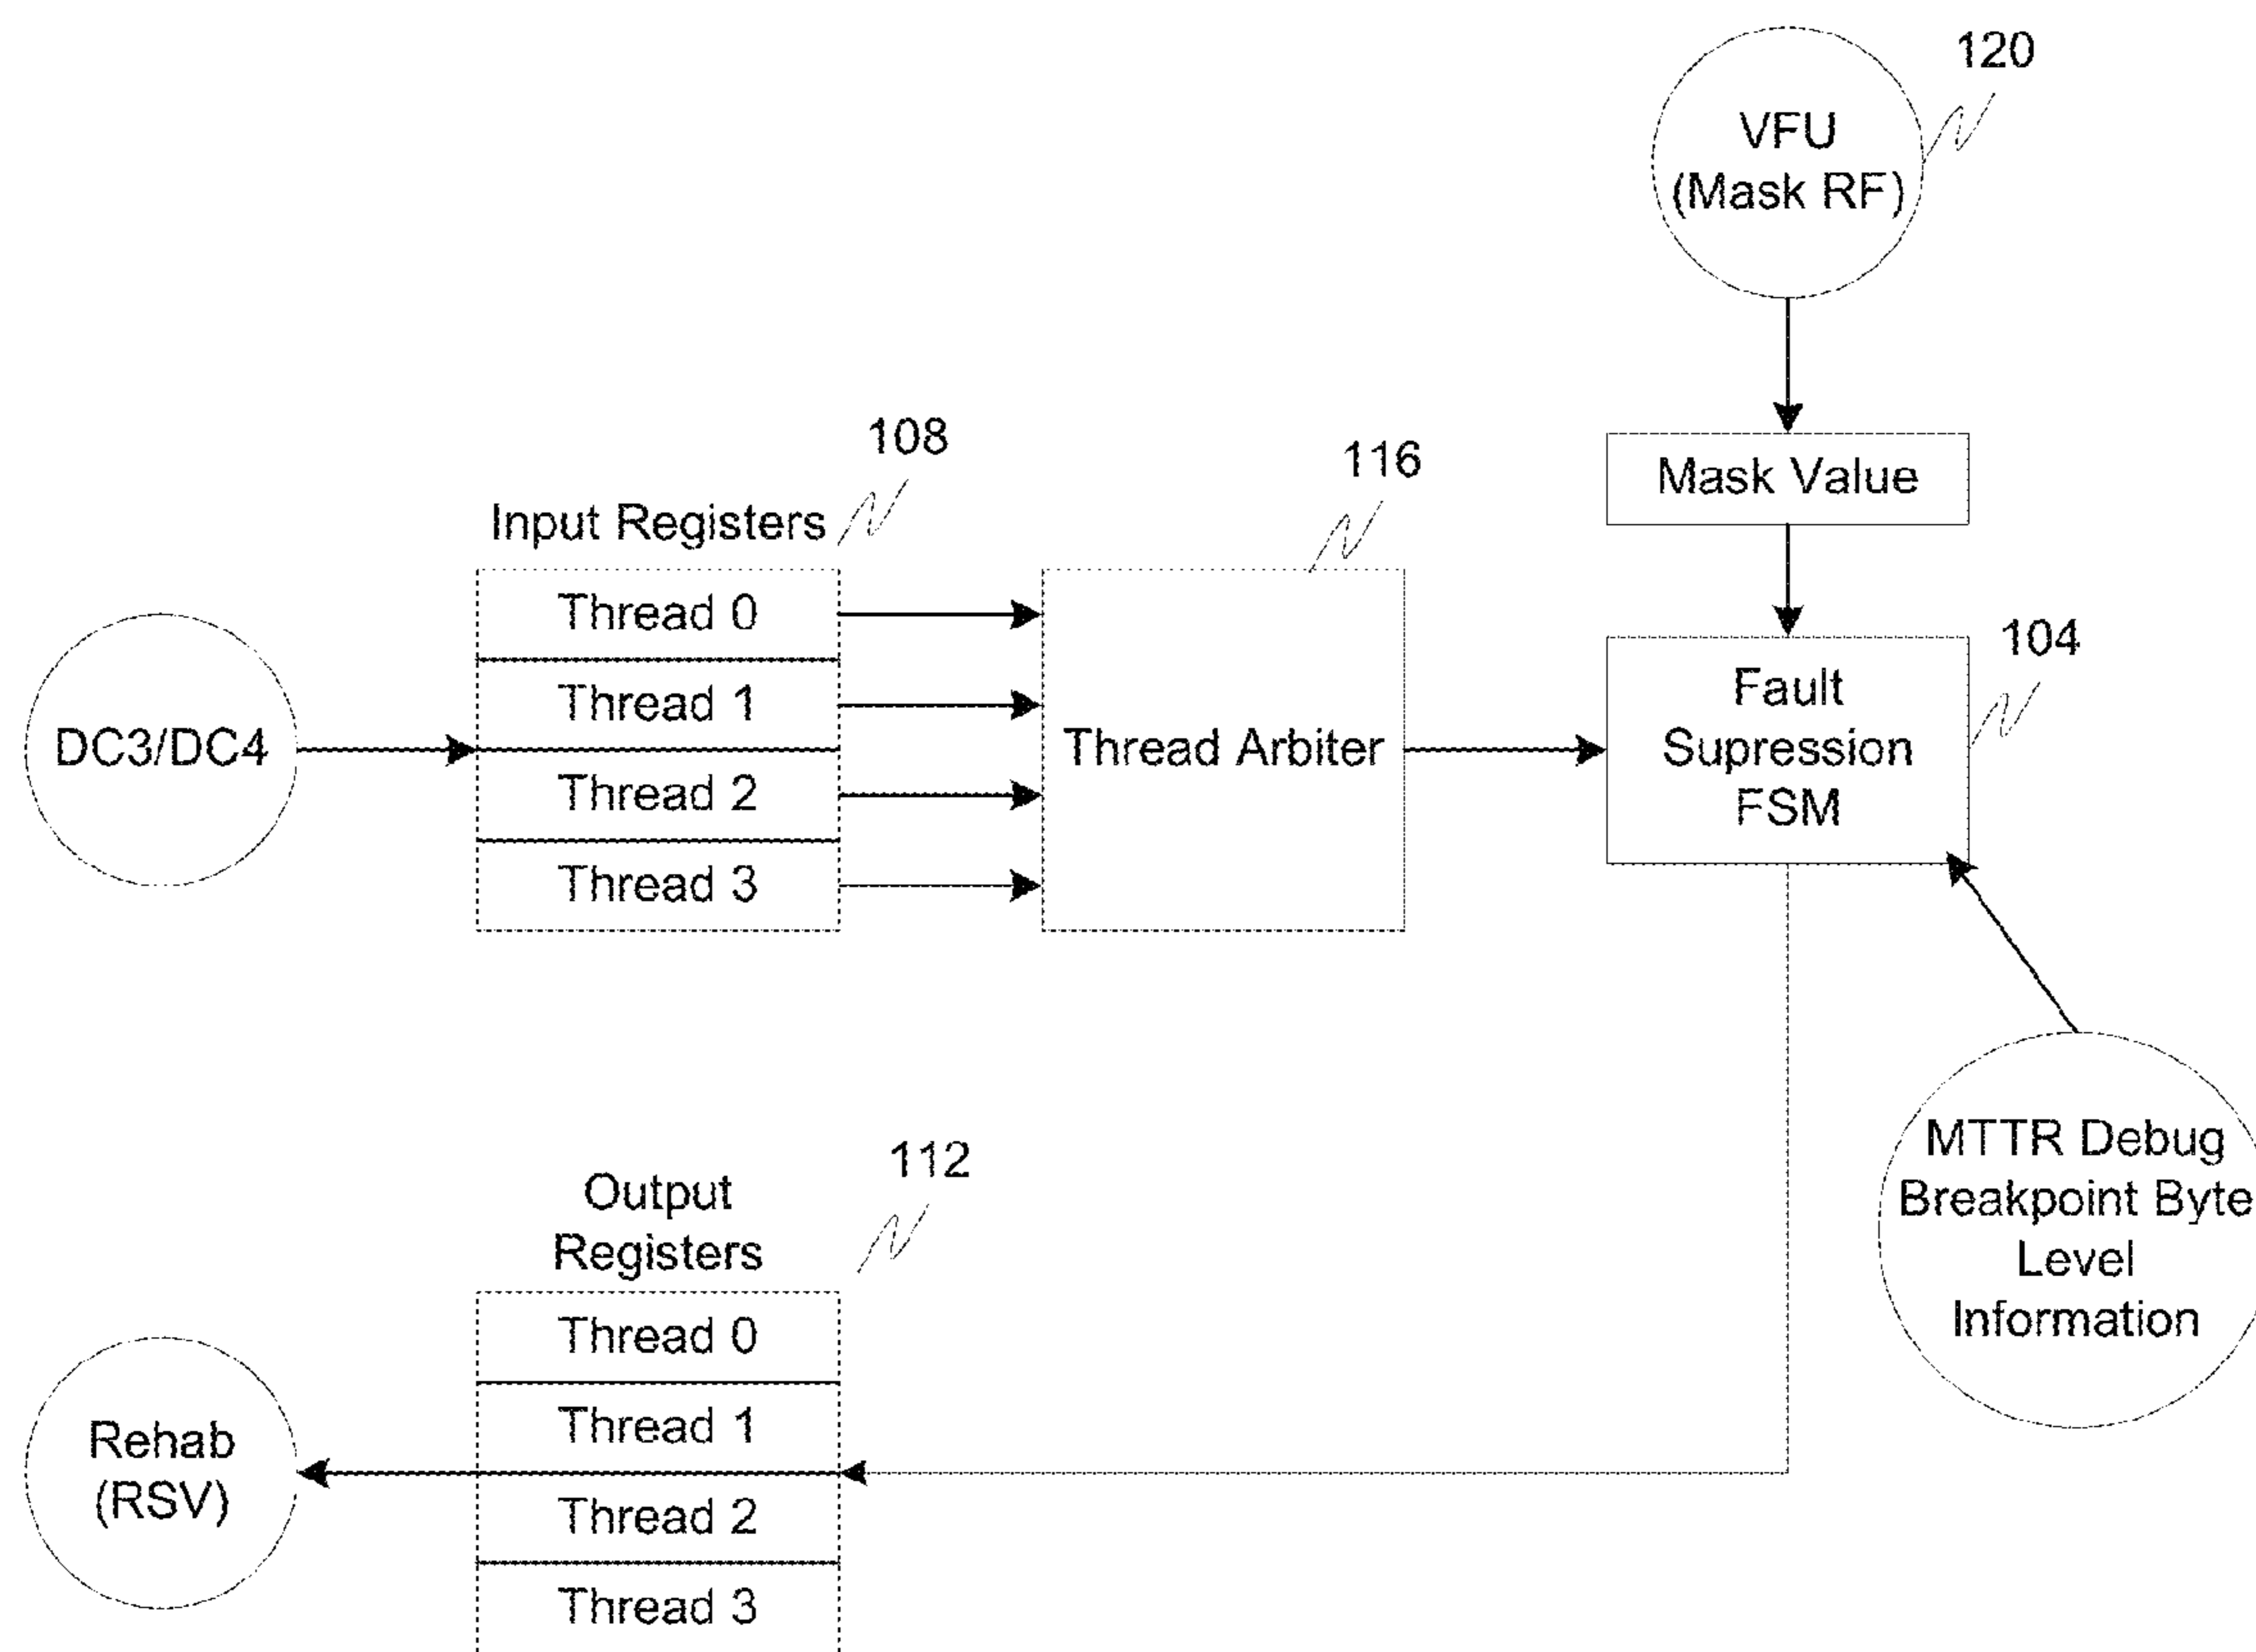 120
VFU
(Mask RF)
108
116
Mask Value
Input Registers
104
Thread 0
Thread 1
Thread 2
Thread 3
DC3/DC4
Thread Arbiter
Fault
Supression
FSM
MTTR Debug
Breakpoint Byte
Level
Information
112
Output
Registers
Thread 0
Thread 1
Thread 2
Thread 3
Rehab
(RSV)